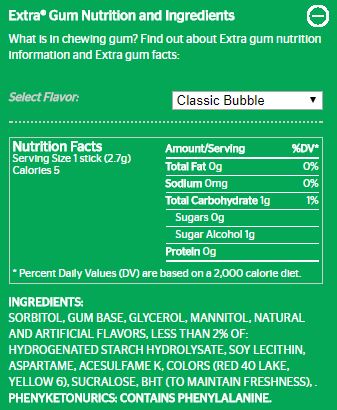 Extra® Gum Nutrition and Ingredients
What is in chewing gum? Find out about Extra gum nutrition
information and Extra gum facts:
Select Flavor:
Classic Bubble
Nutrition Facts
Serving Size 1 stick (2.7g)
Calories 5
Amount/Serving %DV*
Total Fat 0g 0%
Sodium 0mg 0%
Total Carbohydrate 1g 1%
Sugars 0g
Sugar Alcohol 1g
Protein 0g
* Percent Daily Values (DV) are based on a 2,000 calorie diet.
INGREDIENTS:
SORBITOL, GUM BASE, GLYCEROL, MANNITOL, NATURAL
AND ARTIFICIAL FLAVORS, LESS THAN 2% OF:
HYDROGENATED STARCH HYDROLYSATE, SOY LECITHIN,
ASPARTAME, ACESULFAME K, COLORS (RED 40 LAKE,
YELLOW 6), SUCRALOSE, BHT (TO MAINTAIN FRESHNESS), .
PHENYKETONURICS: CONTAINS PHENYLALANINE.